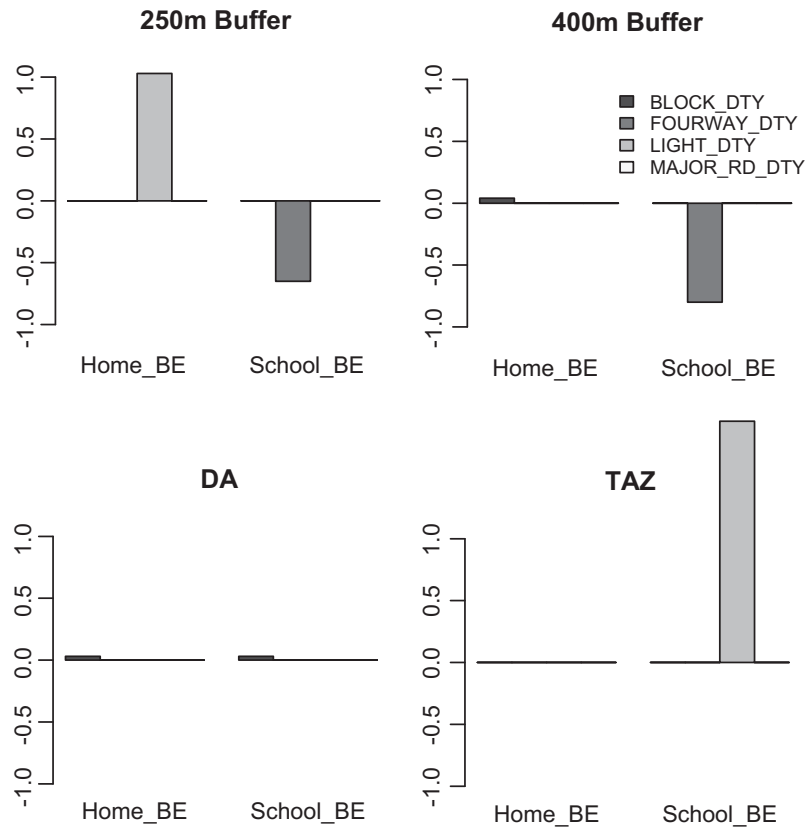 250m Buffer
400m Buffer
1.0
0.5
0.0
-0.5
-1.0
Home_BE
School_BE
1.0
0.5
0.0
-0.5
-1.0
BLOCK_DTY
FOURWAY_DTY
LIGHT_DTY
MAJOR_RD_DTY
Home_BE
School_BE
DA
TAZ
1.0
0.5
0.0
-0.5
-1.0
Home_BE
School_BE
1.0
0.5
0.0
-0.5
-1.0
Home_BE
School_BE